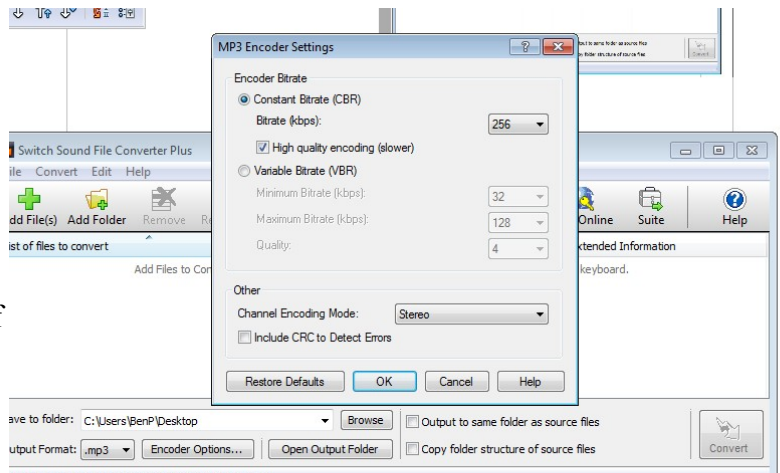 MP3 Encoder Settings
Encoder Bitrate
Constant Bitrate (CBR)
Bitrate (kbps):
256
High quality encoding (slower)
Variable Bitrate (VBR)
Minimum Bitrate (kbps):
32
Maximum Bitrate (kbps):
128
Quality:
4
Other
Channel Encoding Mode:
Stereo
Include CRC to Detect Errors
Restore Defaults OK Cancel Help
Switch Sound File Converter Plus
ile Convert Edit Help
dd File(s) Add Folder Remove Re Online Suite Help
ist of files to convert xtended Information
Add Files to Con keyboard.
f
ave to folder: C:\Users\BenP\Desktop Browse Output to same folder as source files
utput Format: .mp3 Encoder Options... Open Output Folder Copy folder structure of source files
Convert